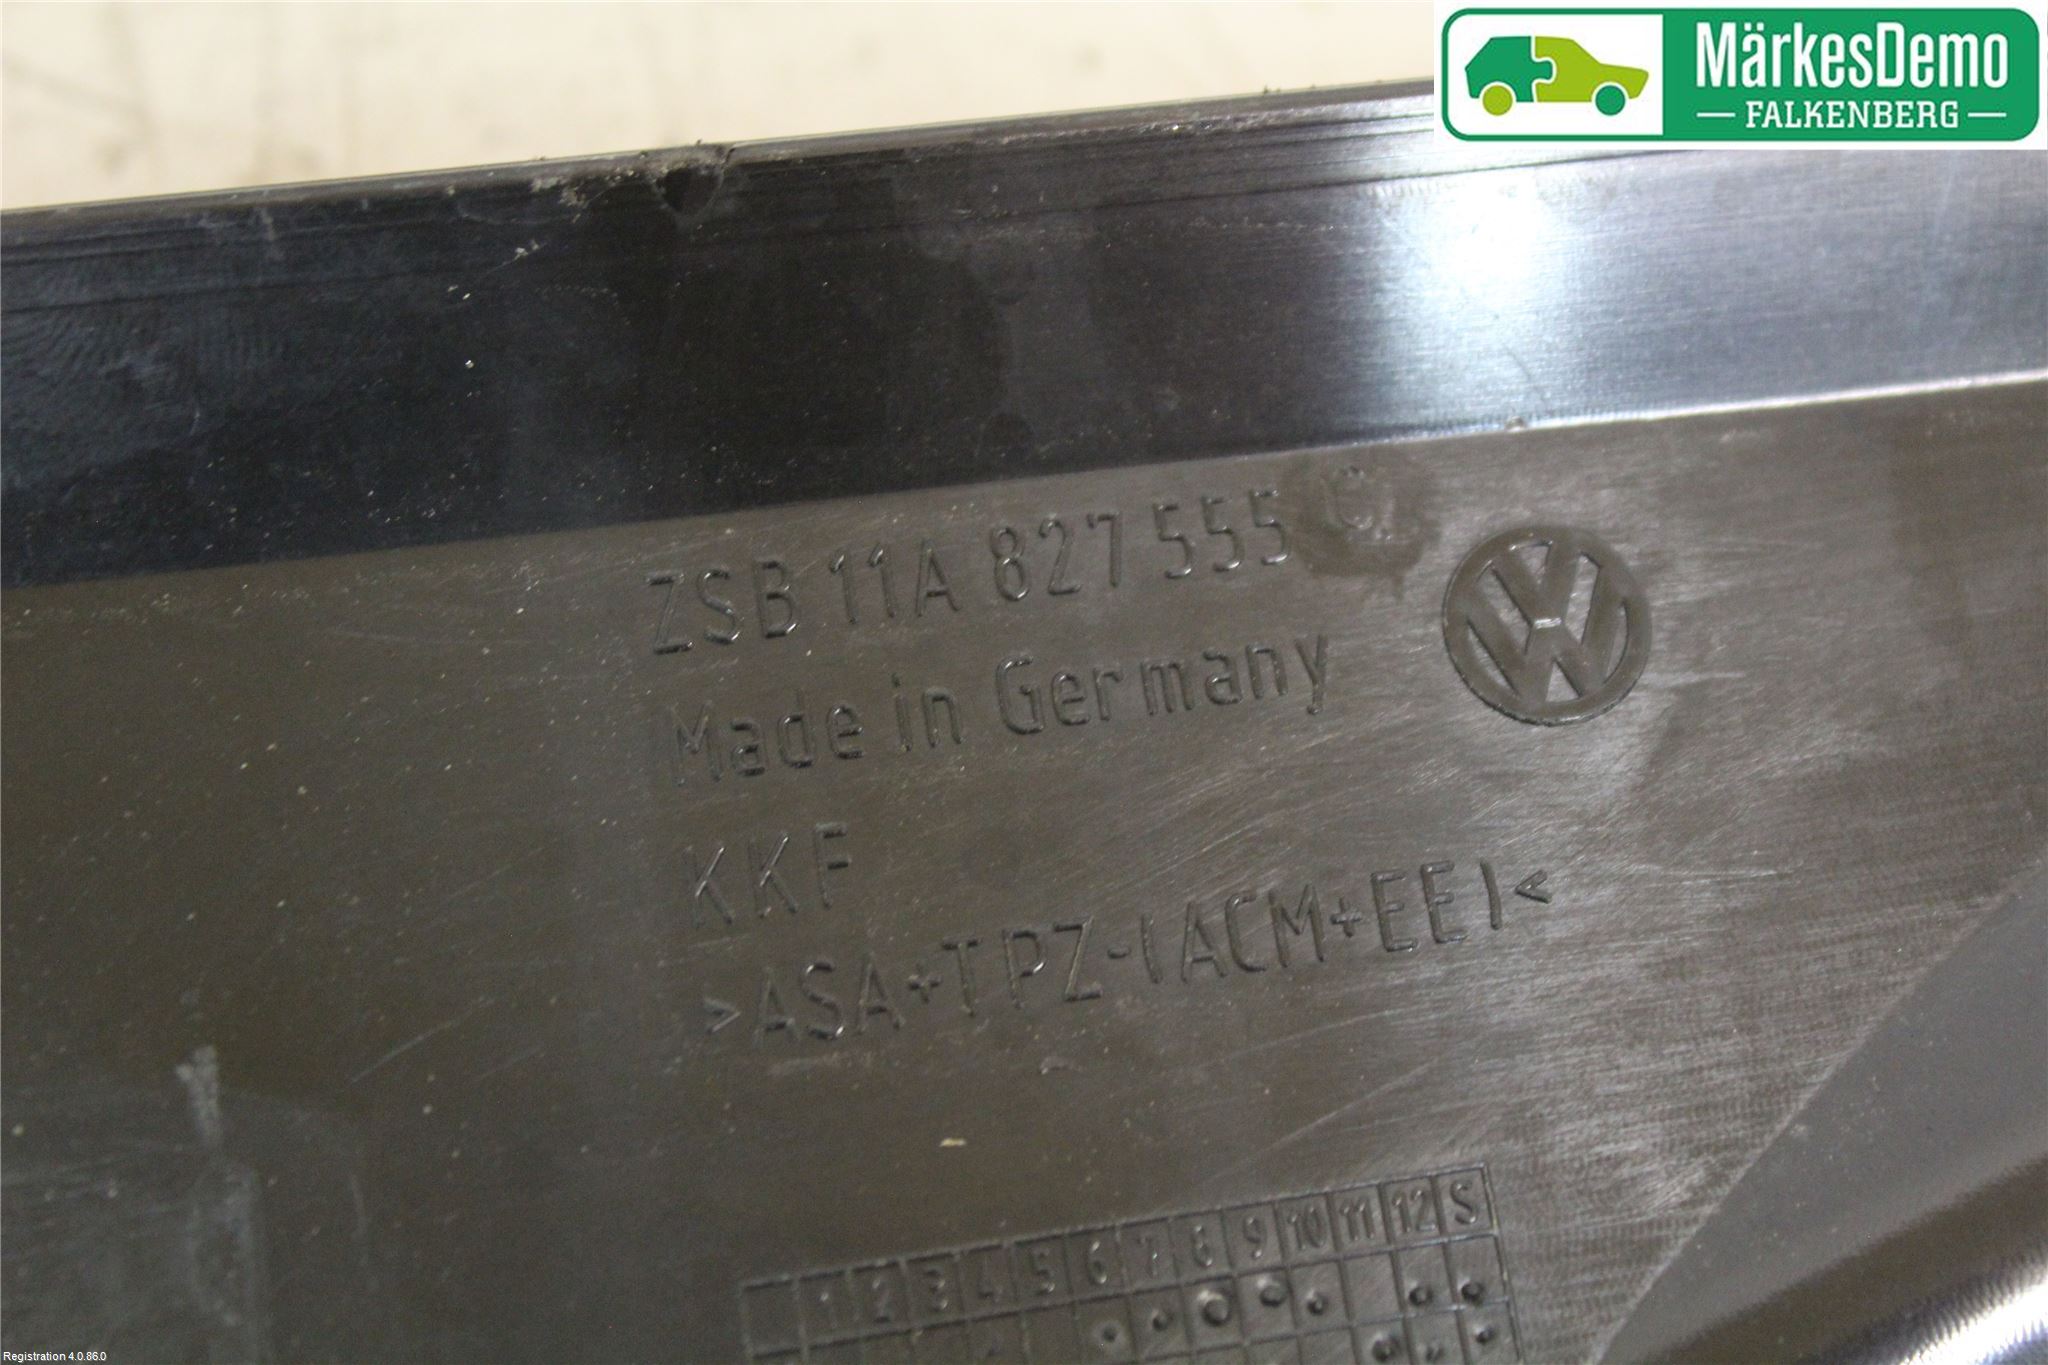 MärkesDemo
FALKENBERG
ZSB 11A 827 555 C
Made in Germany
KKF
>ASA+TPZ-(ACM+EE)<
1 2 3 4 5 6 7 8 9 10 11 12 S
Registration 4.0.86.0